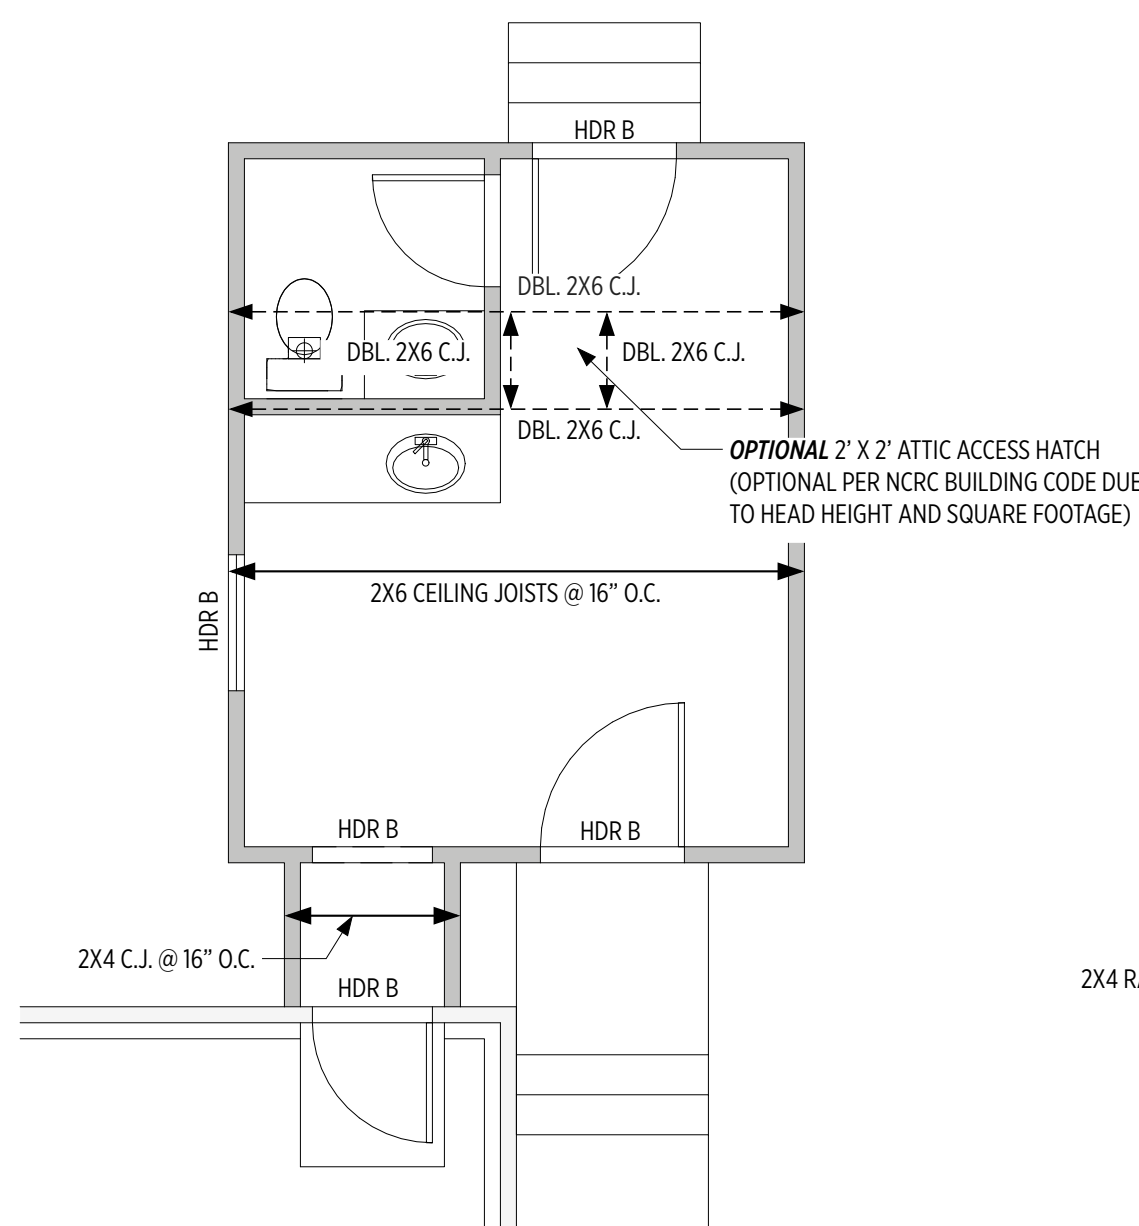 HDR B
DBL. 2X6 C.J.
DBL. 2X6 C.J.
DBL. 2X6 C.J.
DBL. 2X6 C.J.
OPTIONAL 2’ X 2’ ATTIC ACCESS HATCH
(OPTIONAL PER NCRC BUILDING CODE DUE
TO HEAD HEIGHT AND SQUARE FOOTAGE)
2X6 CEILING JOISTS @ 16” O.C.
HDR B
HDR B
HDR B
2X4 C.J. @ 16” O.C.
HDR B
2X4